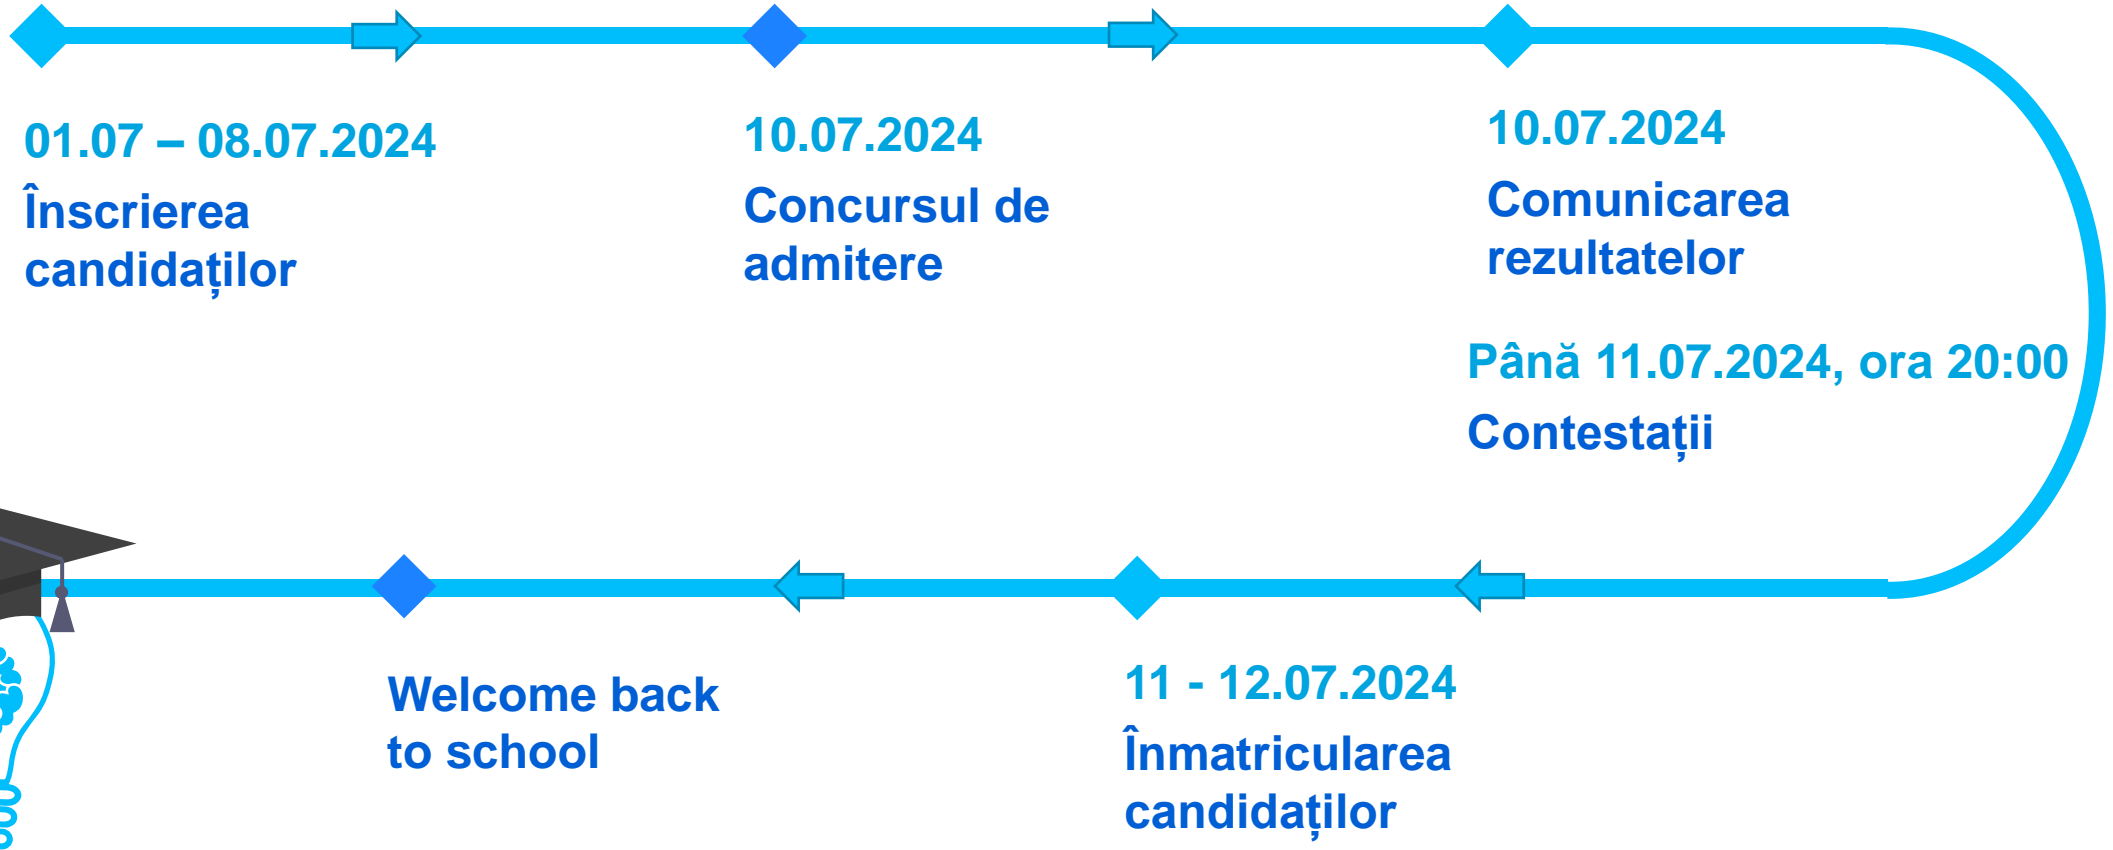 01.07 – 08.07.2024
Înscrierea
candidaților
10.07.2024
Concursul de
admitere
10.07.2024
Comunicarea
rezultatelor
Până 11.07.2024, ora 20:00
Contestații
11 - 12.07.2024
Înmatricularea
candidaților
Welcome back
to school